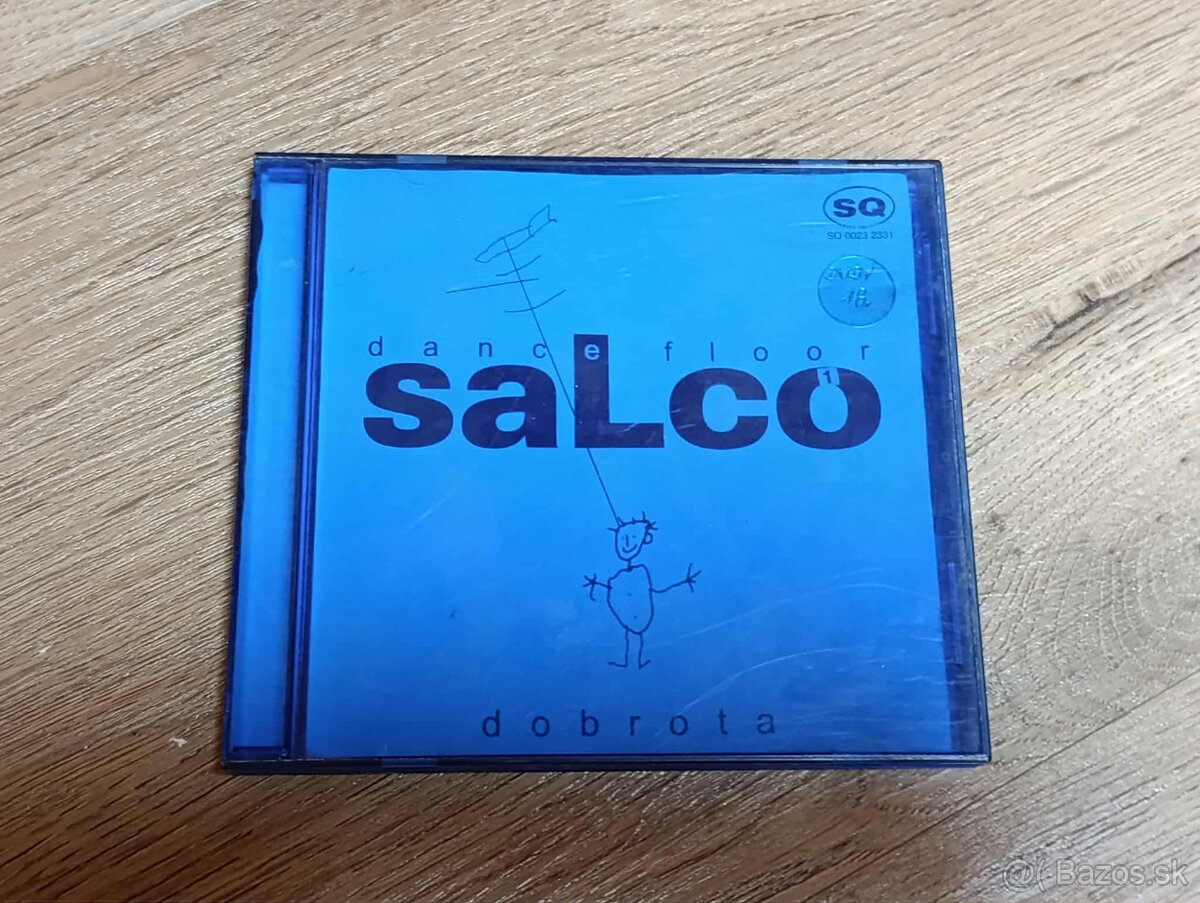 SQ
SQ 0023 2331
dance floor
saLco
1
dobrota
Bazos.sk